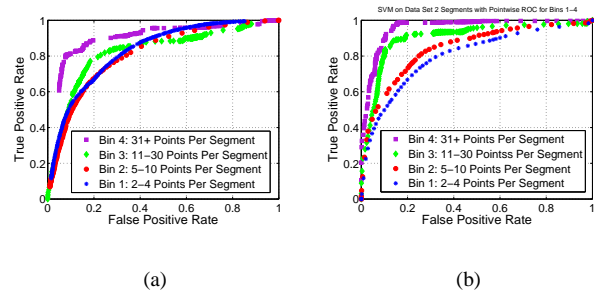 SVM on Data Set 2 Segments with Pointwise ROC for Bins 1−4
1
0.8
0.6
0.4
0.2
0
True Positive Rate
Bin 4: 31+ Points Per Segment
Bin 3: 11−30 Points Per Segment
Bin 2: 5−10 Points Per Segment
Bin 1: 2−4 Points Per Segment
0 0.2 0.4 0.6 0.8 1
False Positive Rate
(a)
1
0.8
0.6
0.4
0.2
0
True Positive Rate
Bin 4: 31+ Points Per Segment
Bin 3: 11−30 Pointss Per Segment
Bin 2: 5−10 Points Per Segment
Bin 1: 2−4 Points Per Segment
0 0.2 0.4 0.6 0.8 1
False Positive Rate
(b)